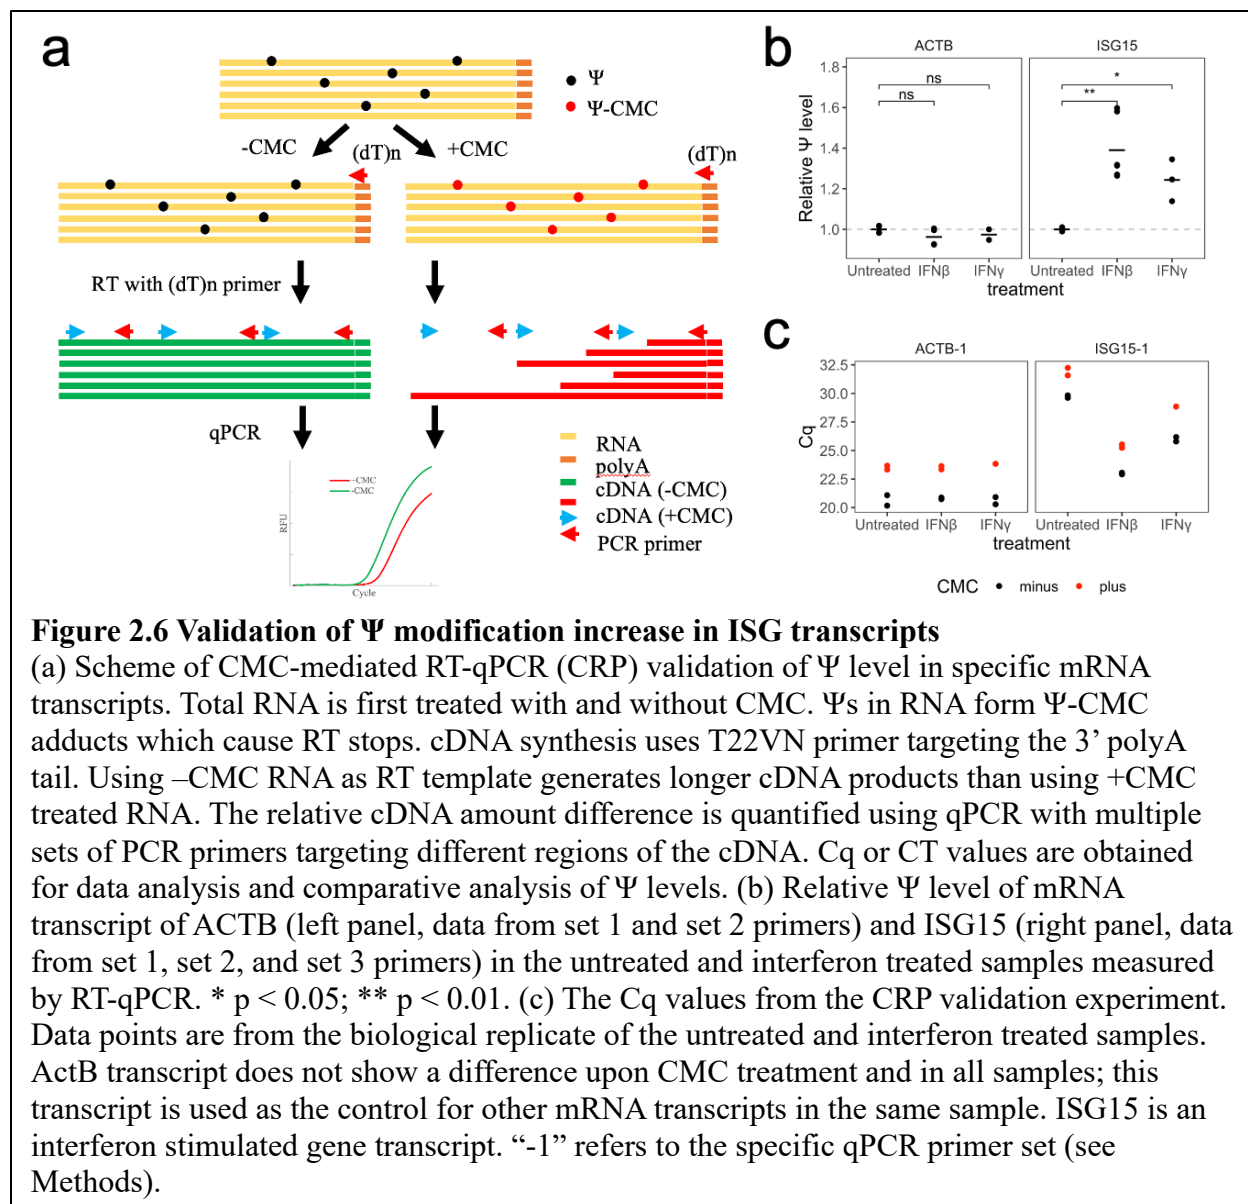 a
Ψ
Ψ-CMC
-CMC
+CMC
(dT)n
(dT)n
RT with (dT)n primer
qPCR
RNA
polyA
cDNA (-CMC)
cDNA (+CMC)
PCR primer
-CMC
RFU
Cycle
b
ACTB
ISG15
1.8
1.6
1.4
1.2
1.0
Relative Ψ level
ns
ns
*
**
Untreated IFNβ IFNγ
Untreated IFNβ IFNγ
treatment
c
ACTB-1
ISG15-1
32.5
30.0
27.5
25.0
22.5
20.0
Cq
Untreated IFNβ IFNγ
Untreated IFNβ IFNγ
treatment
CMC minus plus
Figure 2.6 Validation of Ψ modification increase in ISG transcripts
(a) Scheme of CMC-mediated RT-qPCR (CRP) validation of Ψ level in specific mRNA
transcripts. Total RNA is first treated with and without CMC. Ψs in RNA form Ψ-CMC
adducts which cause RT stops. cDNA synthesis uses T22VN primer targeting the 3’ polyA
tail. Using –CMC RNA as RT template generates longer cDNA products than using +CMC
treated RNA. The relative cDNA amount difference is quantified using qPCR with multiple
sets of PCR primers targeting different regions of the cDNA. Cq or CT values are obtained
for data analysis and comparative analysis of Ψ levels. (b) Relative Ψ level of mRNA
transcript of ACTB (left panel, data from set 1 and set 2 primers) and ISG15 (right panel, data
from set 1, set 2, and set 3 primers) in the untreated and interferon treated samples measured
by RT-qPCR. * p < 0.05; ** p < 0.01. (c) The Cq values from the CRP validation experiment.
Data points are from the biological replicate of the untreated and interferon treated samples.
ActB transcript does not show a difference upon CMC treatment and in all samples; this
transcript is used as the control for other mRNA transcripts in the same sample. ISG15 is an
interferon stimulated gene transcript. “-1” refers to the specific qPCR primer set (see
Methods).